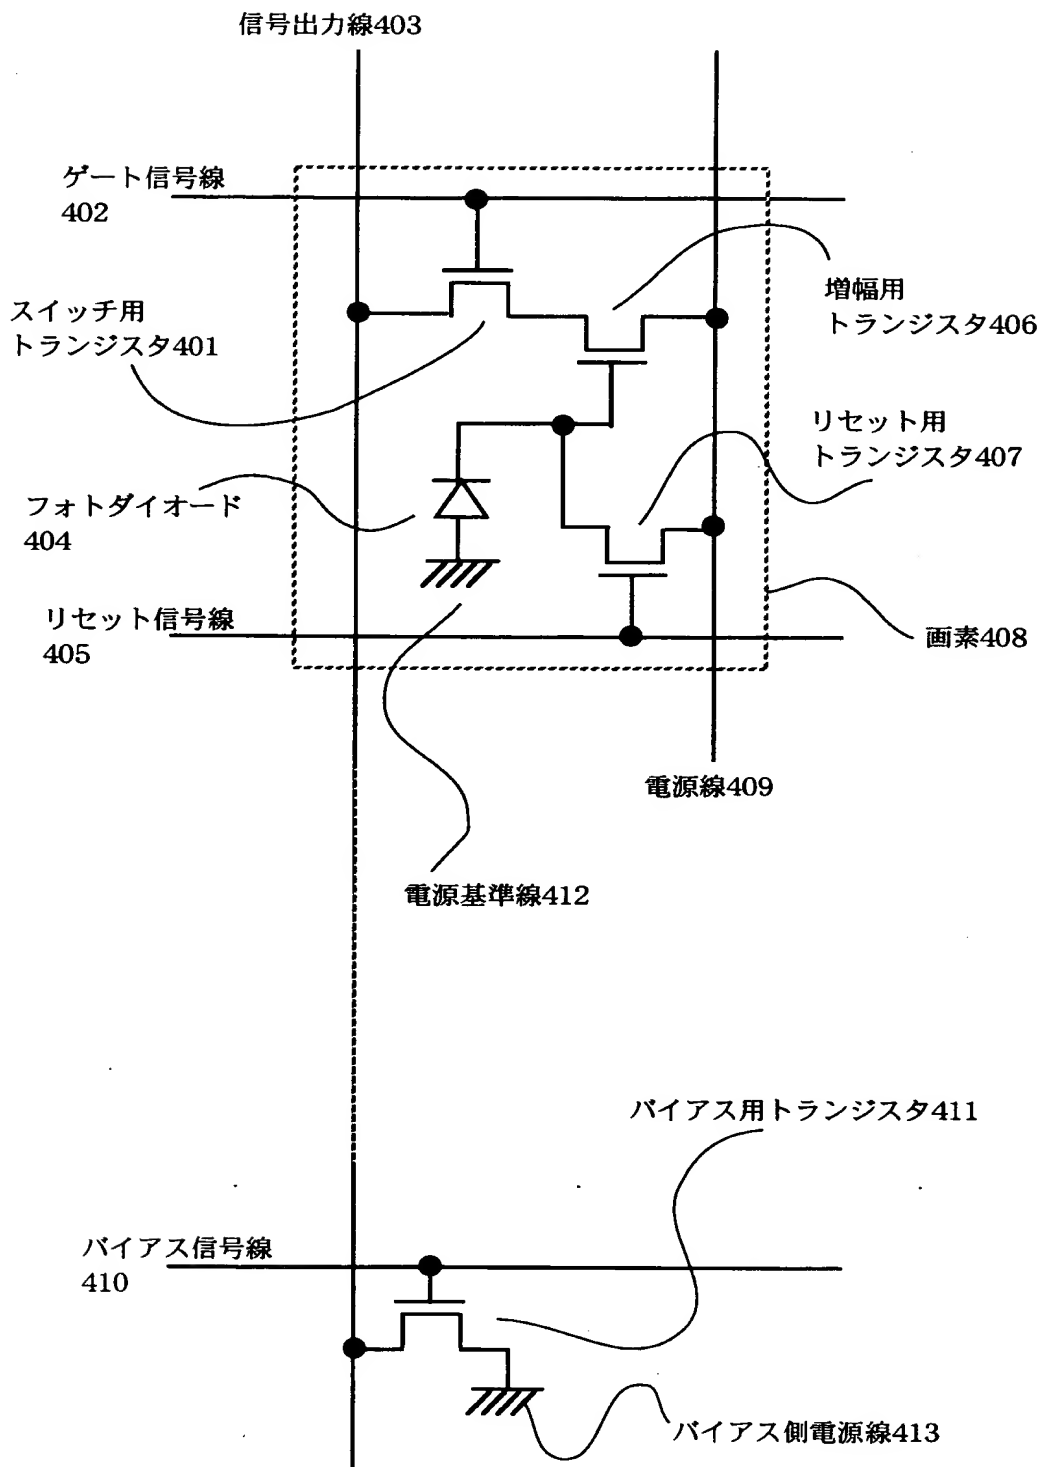 信号出力線403
ゲート信号線
402
スイッチ用
トランジスタ401
増幅用
トランジスタ406
リセット用
トランジスタ407
フォトダイオード
404
リセット信号線
405
画素408
電源線409
電源基準線412
バイアス用トランジスタ411
バイアス信号線
410
バイアス側電源線413